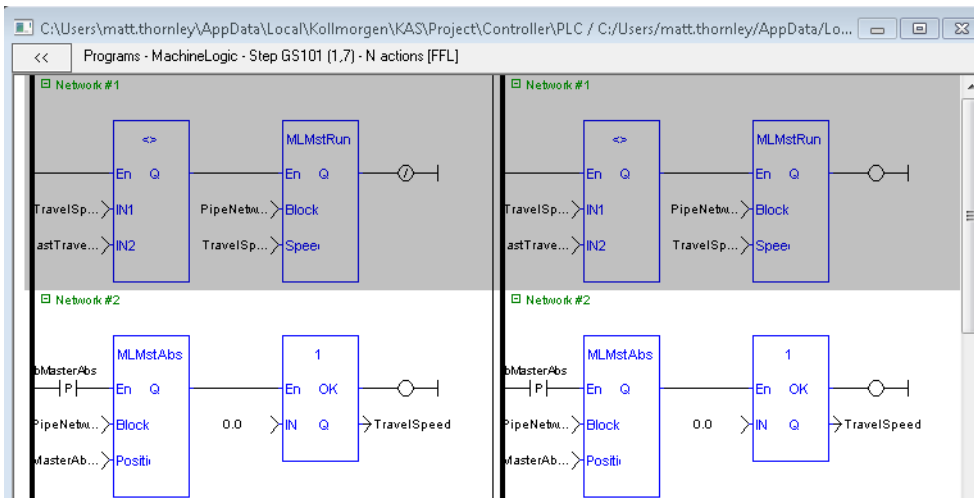 C:\Users\matt.thornley\AppData\Local\Kollmorgen\KAS\Project\Controller\PLC / C:/Users/matt.thornley/AppData/Lo...
<< Programs - MachineLogic - Step GS101 (1,7) - N actions [FFL]
Network #1
<> MLMstRun
En Q En Q
TravelSp... IN1 PipeNetw... Block
astTrave... IN2 TravelSp... Speed
Network #2
MLMstAbs 1
bMasterAbs
P En Q En OK
PipeNetw... Block 0.0 IN Q TravelSpeed
MasterAb... Positi
Network #1
<> MLMstRun
En Q En Q
TravelSp... IN1 PipeNetw... Block
astTrave... IN2 TravelSp... Speed
Network #2
MLMstAbs 1
bMasterAbs
P En Q En OK
PipeNetw... Block 0.0 IN Q TravelSpeed
MasterAb... Positi